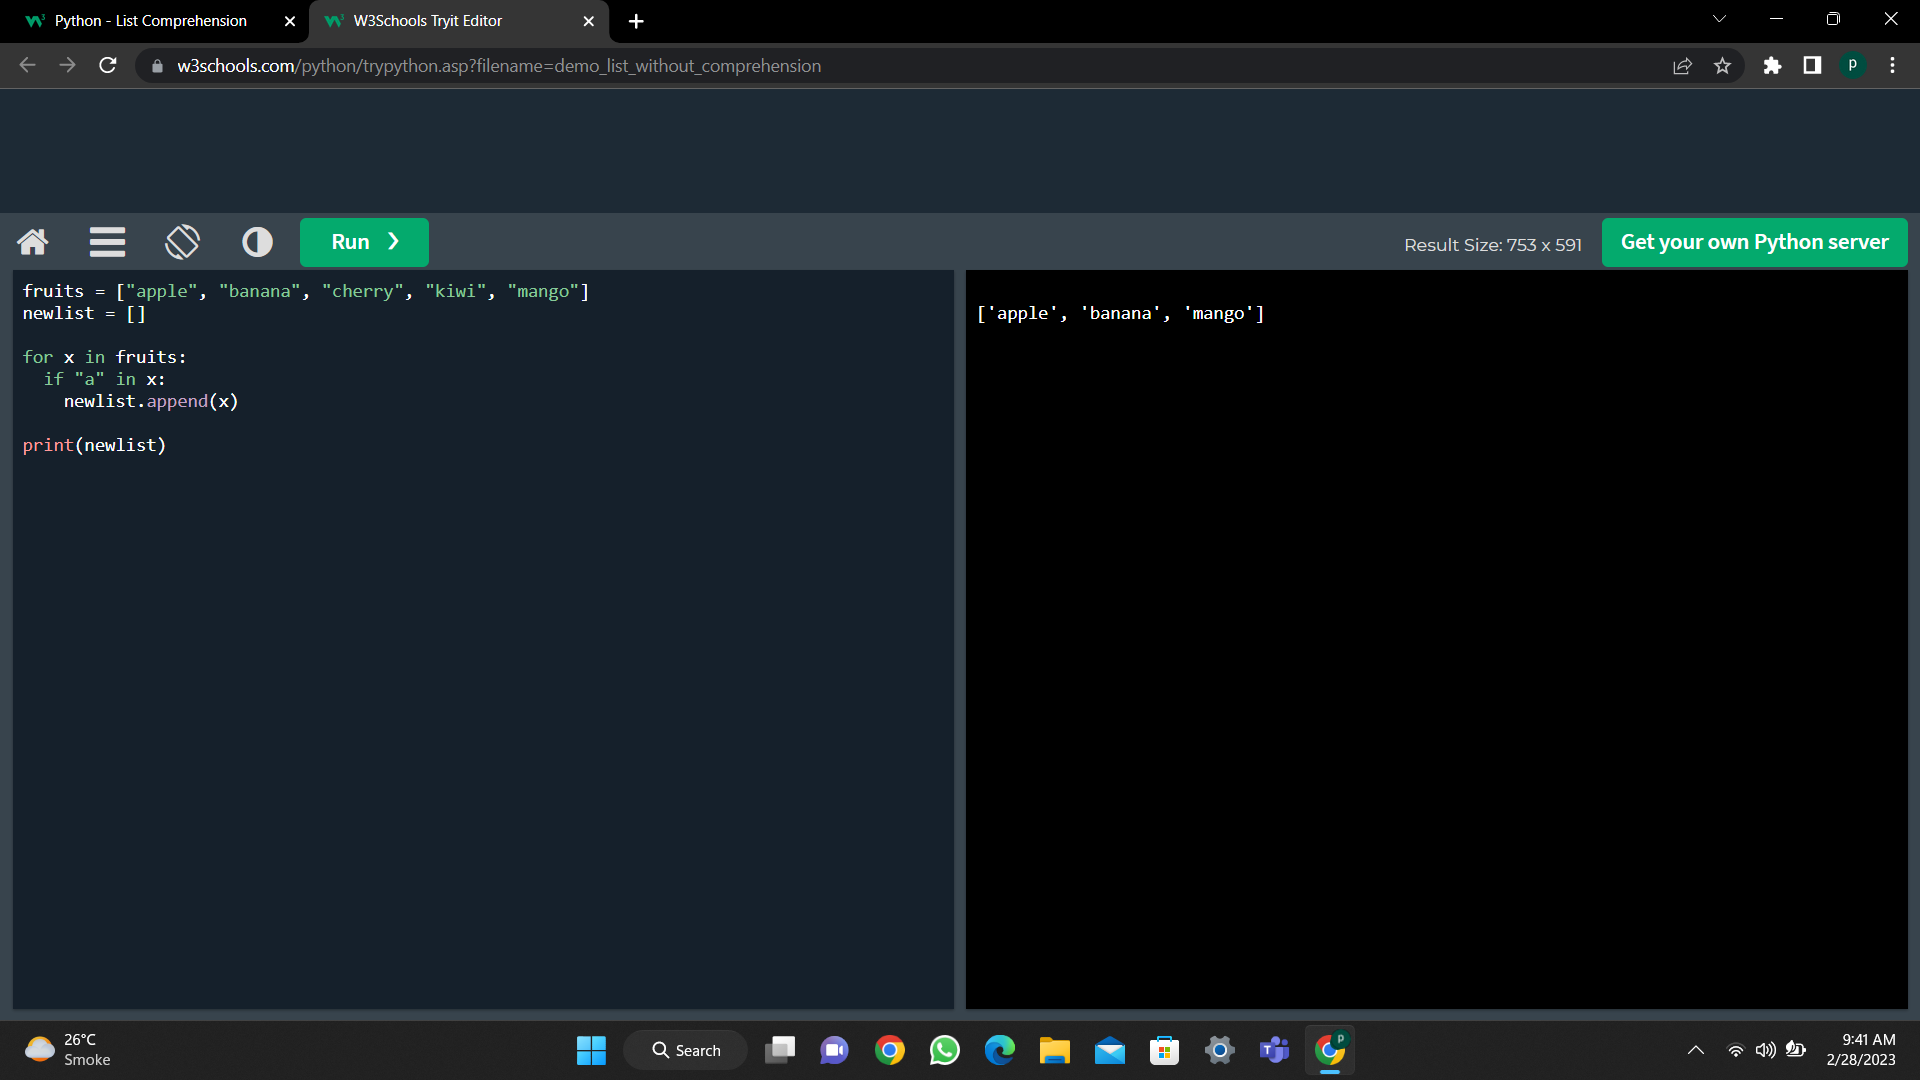 Python - List Comprehension
W3Schools Tryit Editor
w3schools.com/python/trypython.asp?filename=demo_list_without_comprehension
P
Run ❯
Result Size: 753 x 591
Get your own Python server
fruits = ["apple", "banana", "cherry", "kiwi", "mango"]
newlist = []
for x in fruits:
  if "a" in x:
    newlist.append(x)
print(newlist)
['apple', 'banana', 'mango']
26°C
Smoke
Search
9:41 AM
2/28/2023